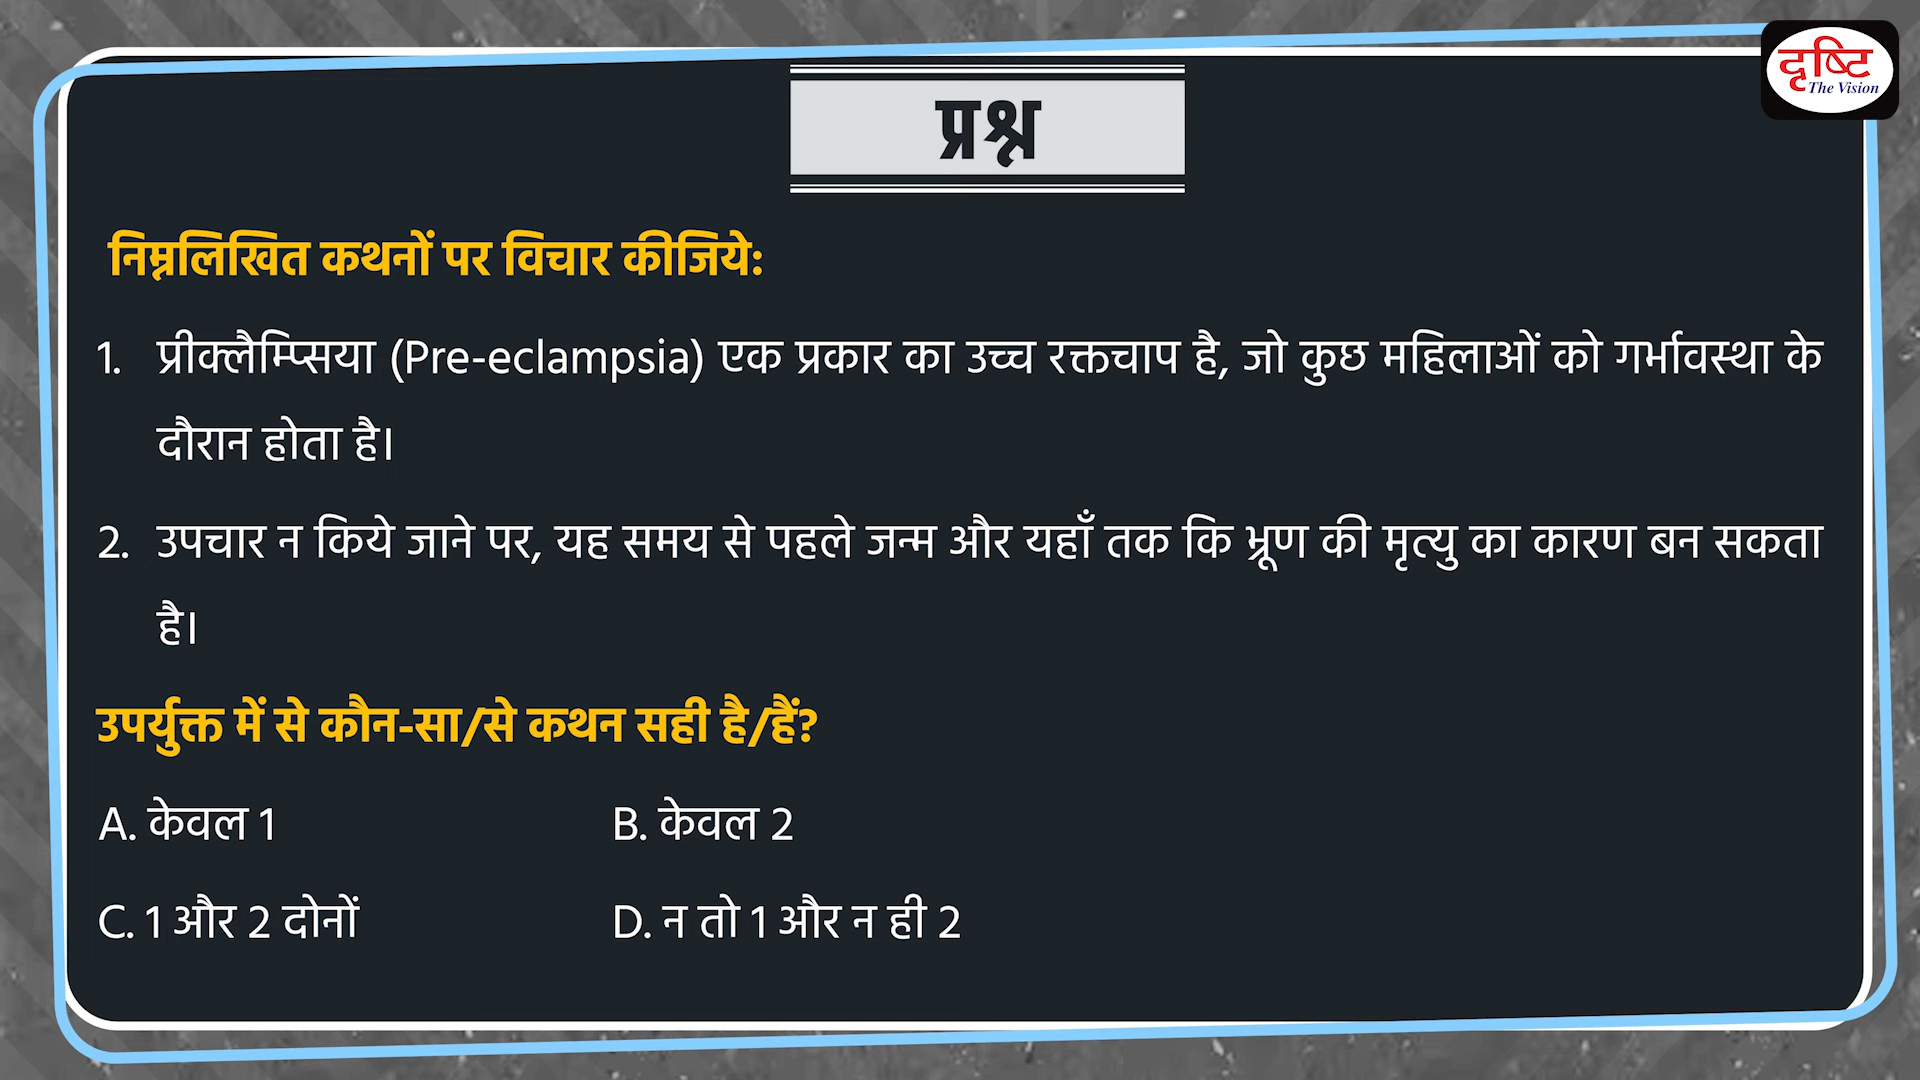 दृष्टि
The Vision
प्रश्न
निम्नलिखित कथनों पर विचार कीजिये:
1. प्रीक्लैम्प्सिया (Pre-eclampsia) एक प्रकार का उच्च रक्तचाप है, जो कुछ महिलाओं को गर्भावस्था के
दौरान होता है।
2. उपचार न किये जाने पर, यह समय से पहले जन्म और यहाँ तक कि भ्रूण की मृत्यु का कारण बन सकता
है।
उपर्युक्त में से कौन-सा/से कथन सही है/हैं?
A. केवल 1 B. केवल 2
C. 1 और 2 दोनों D. न तो 1 और न ही 2